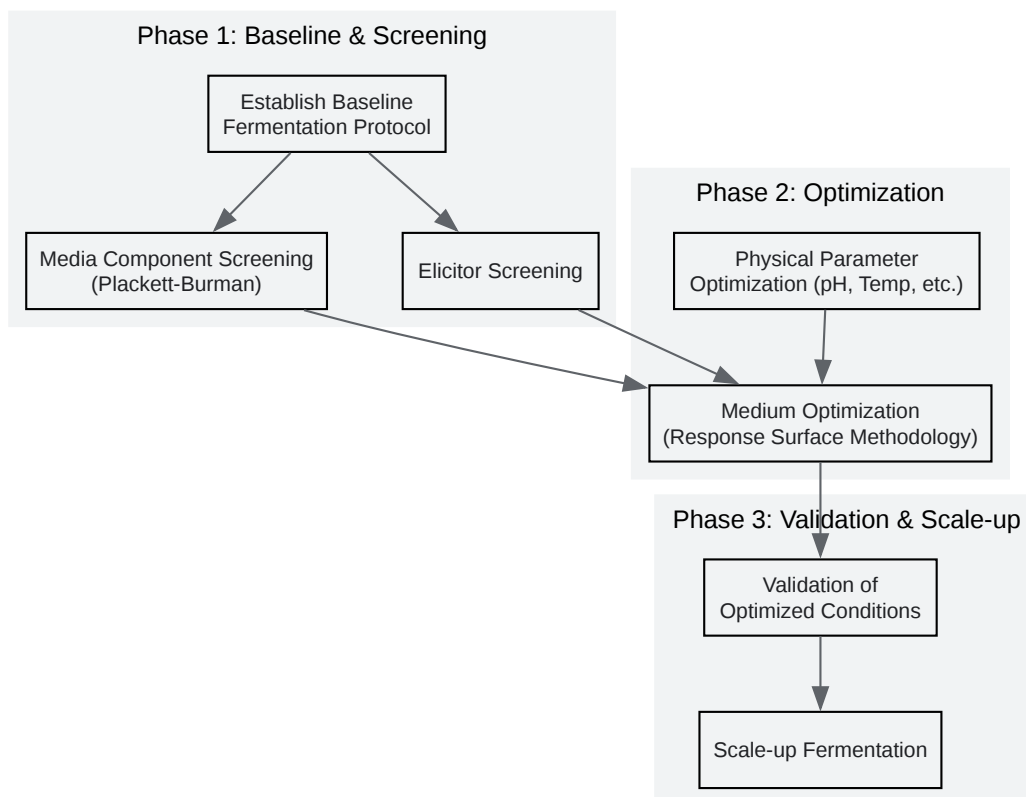 Phase 1: Baseline & Screening
Establish Baseline
Fermentation Protocol
Media Component Screening
(Plackett-Burman)
Elicitor Screening
Phase 2: Optimization
Physical Parameter
Optimization (pH, Temp, etc.)
Medium Optimization
(Response Surface Methodology)
Phase 3: Validation & Scale-up
Validation of
Optimized Conditions
Scale-up Fermentation